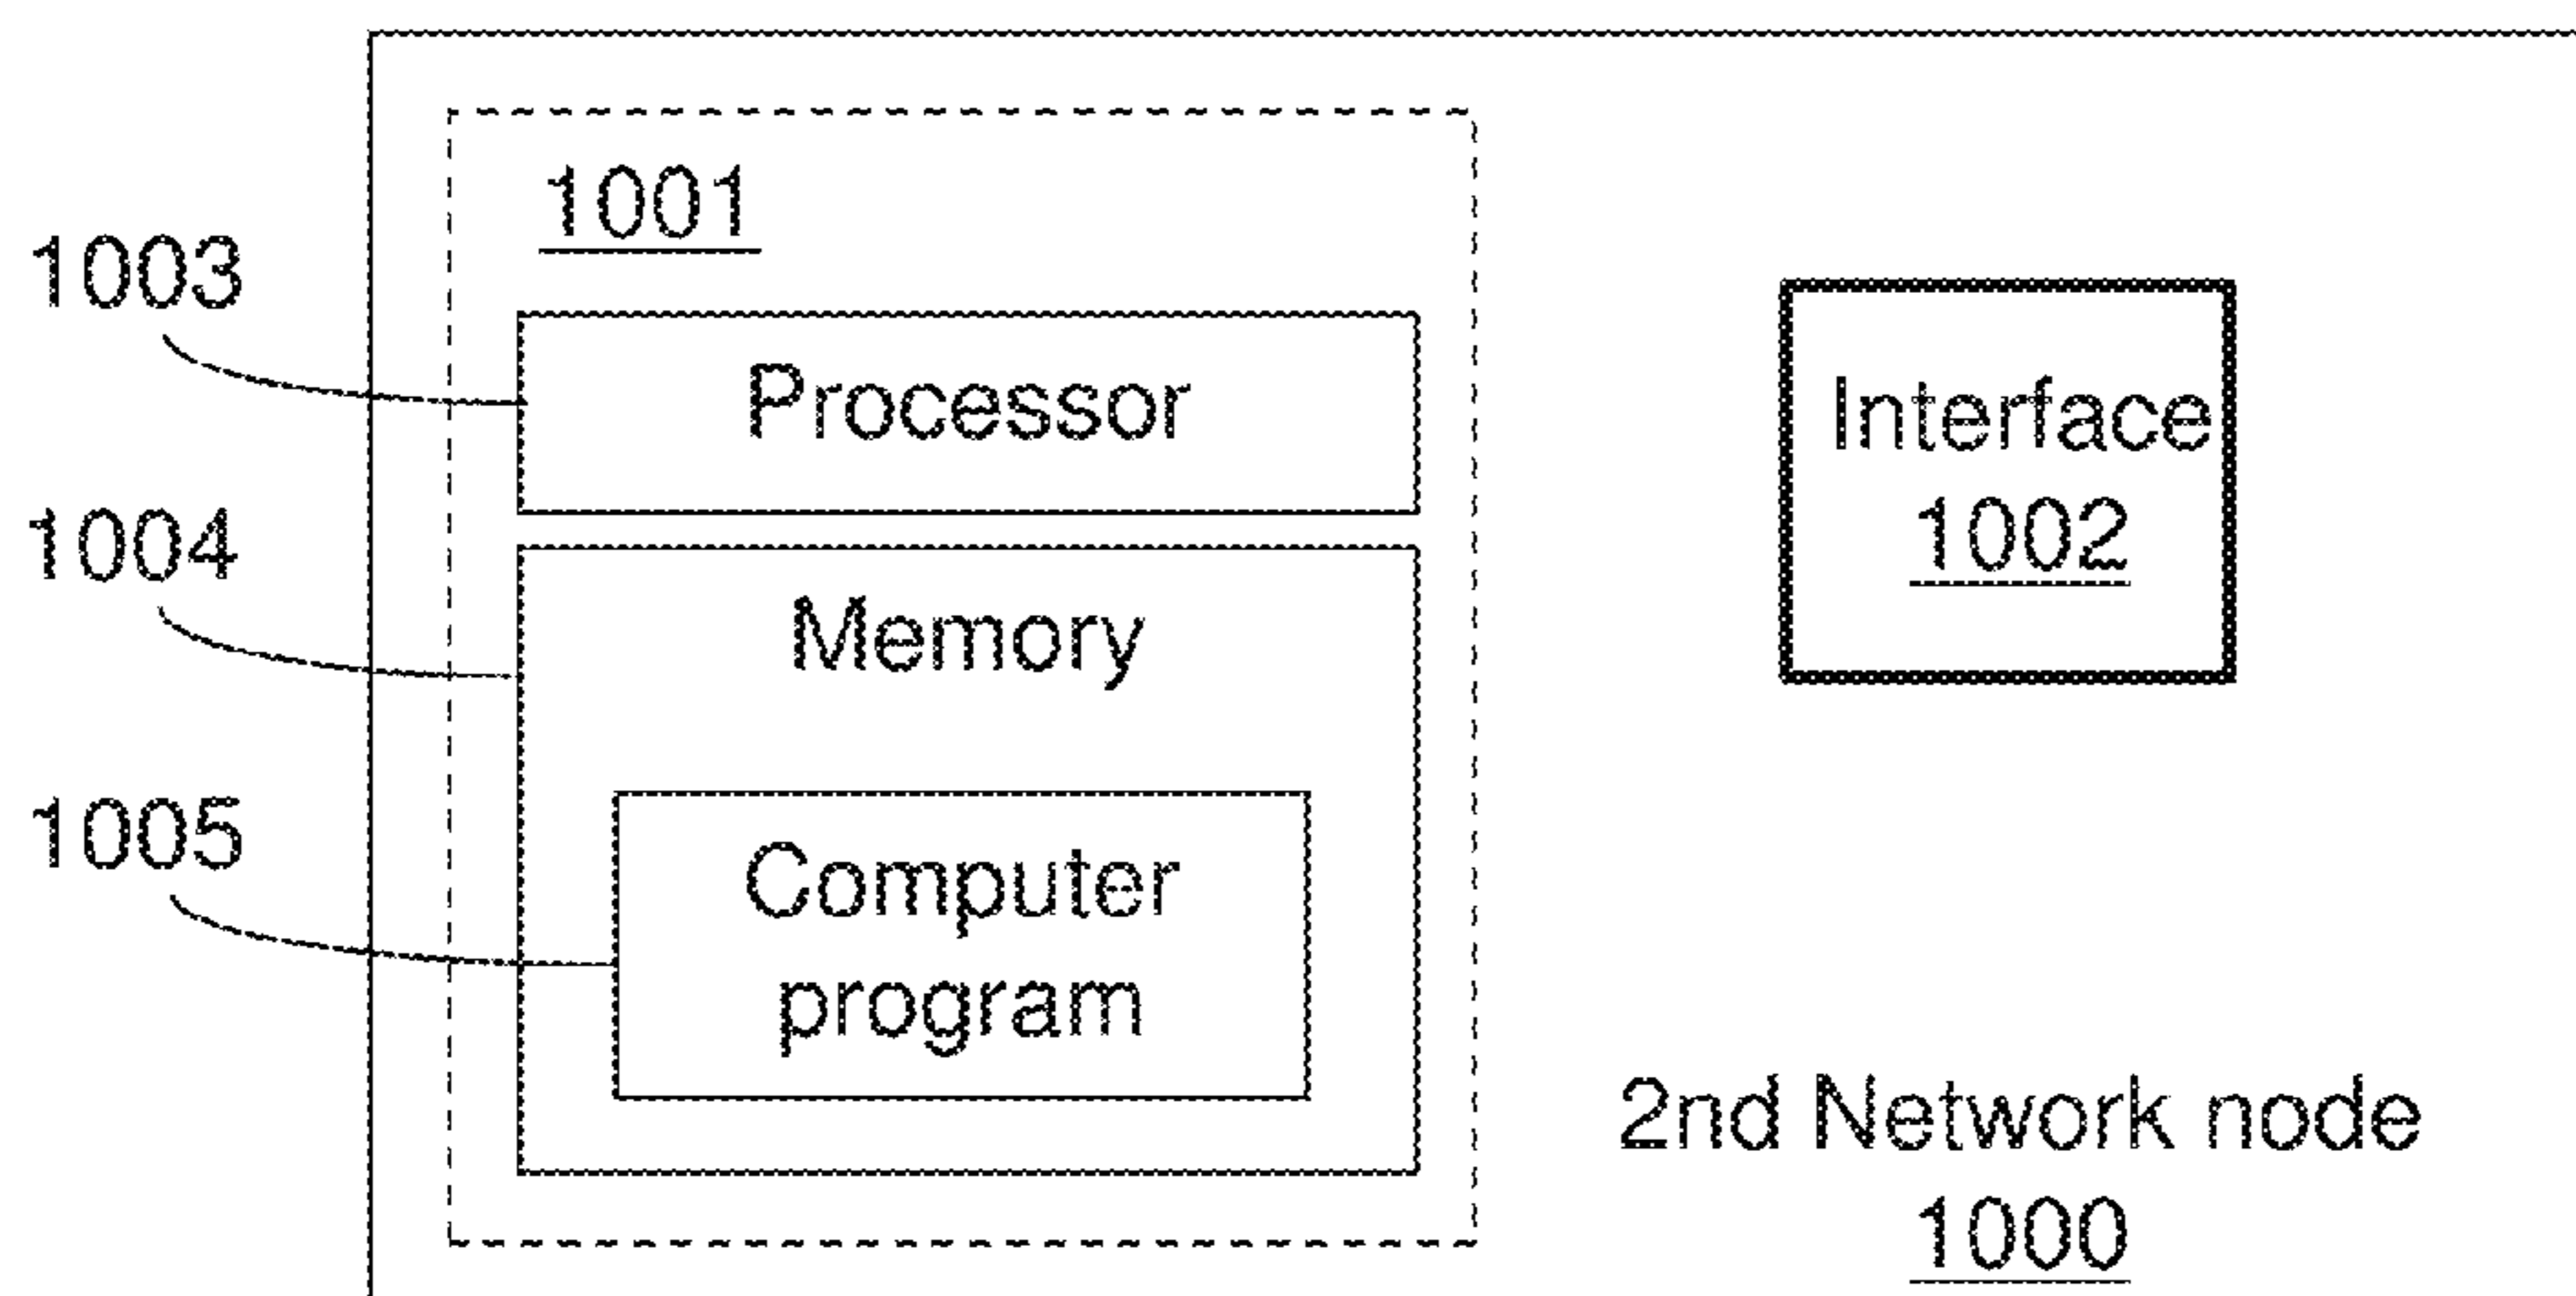 1001
1003
Processor
Interface
1002
1004
Memory
1005
Computer
program
2nd Network node
1000